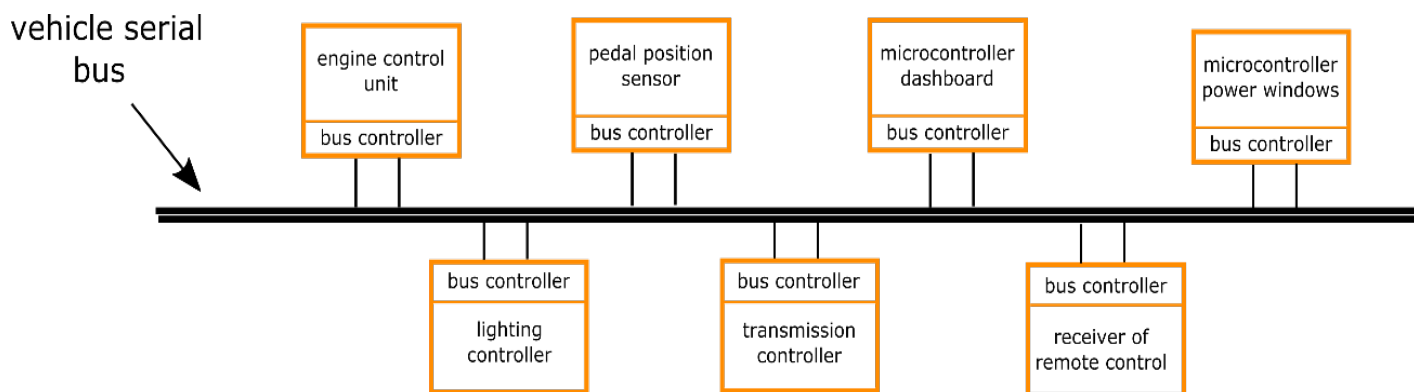 vehicle serial
bus
engine control
unit
bus controller
pedal position
sensor
bus controller
microcontroller
dashboard
bus controller
microcontroller
power windows
bus controller
bus controller
lighting
controller
bus controller
transmission
controller
bus controller
receiver of
remote control